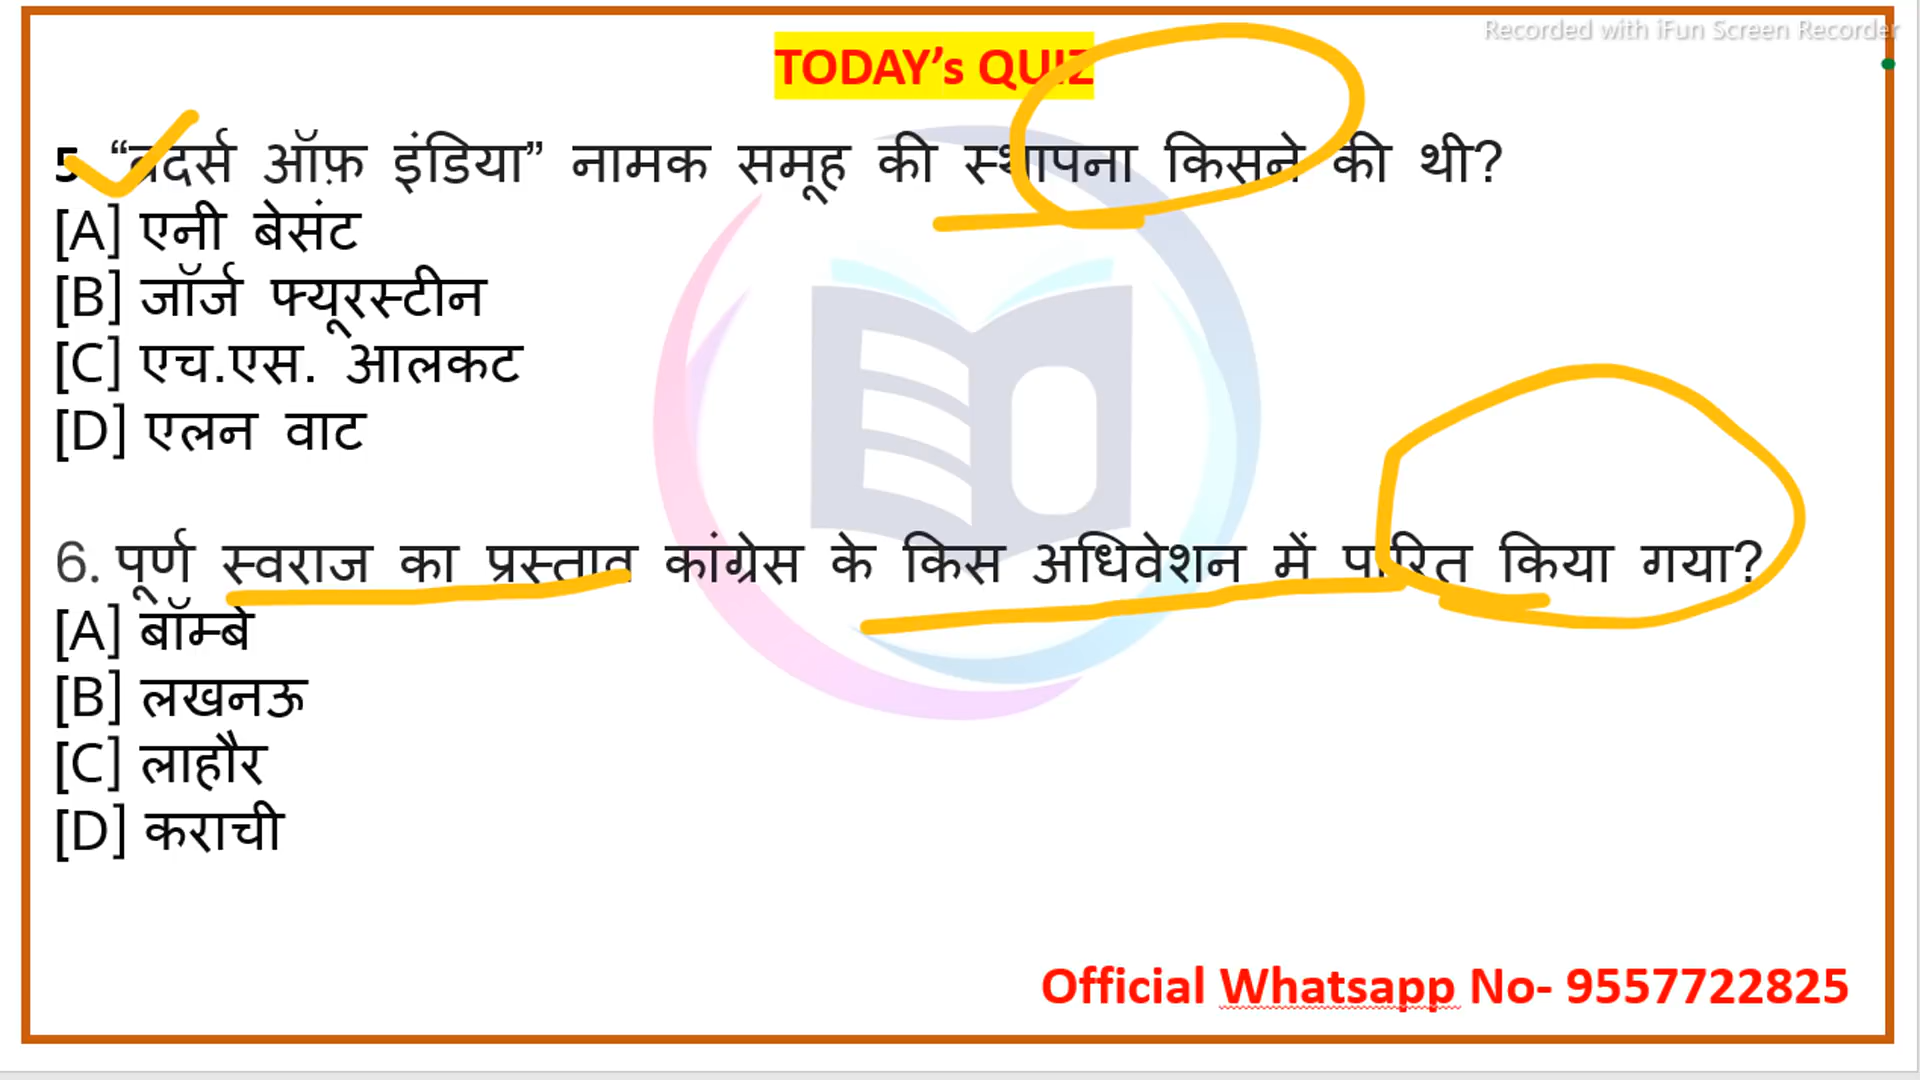 Recorded with iFun Screen Recorder
TODAY's QUIZ
5 ऑफ़ इंडिया” नामक समूह की स्थापना किसने की थी?
[A] एनी बेसंट
[B] जॉर्ज फ्यूरस्टीन
[C] एच.एस. आलकट
[D] एलन वाट
6. पूर्ण स्वराज का प्रस्ताव कांग्रेस के किस अधिवेशन में पारित किया गया?
[A] बॉम्बे
[B] लखनऊ
[C] लाहौर
[D] कराची
Official Whatsapp No- 9557722825